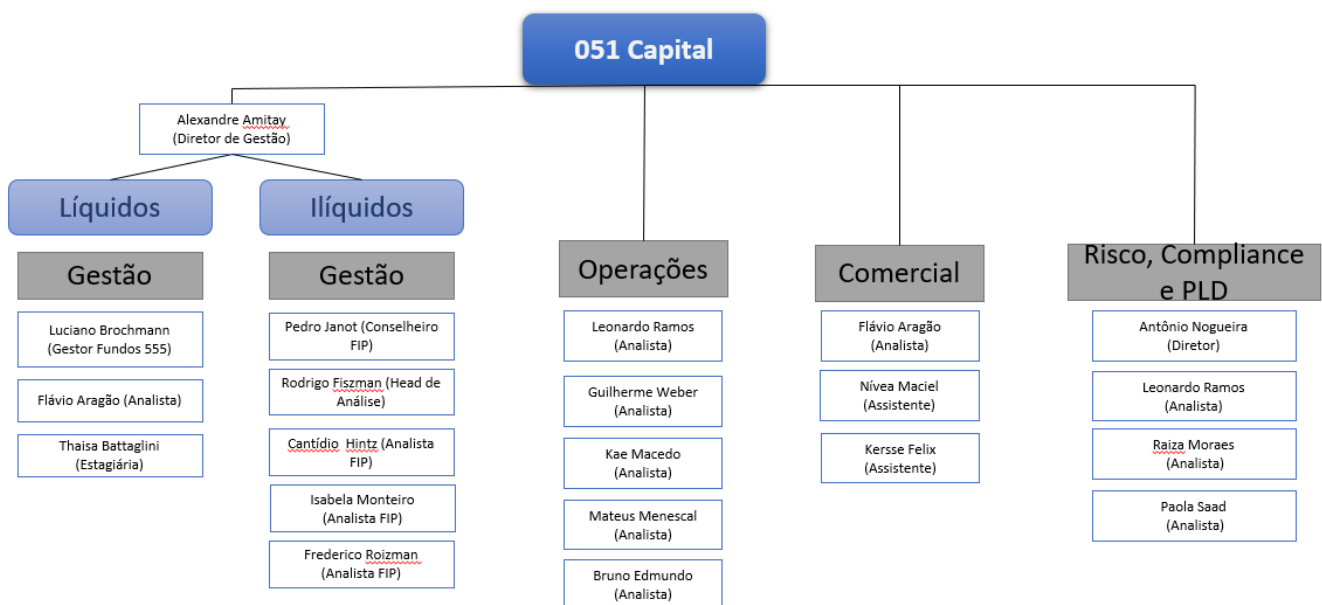 051 Capital
Alexandre Amitay
(Diretor de Gestão)
Líquidos
Ilíquidos
Gestão
Luciano Brochmann
(Gestor Fundos 555)
Flávio Aragão (Analista)
Thaisa Battaglini
(Estagiária)
Gestão
Pedro Janot (Conselheiro
FIP)
Rodrigo Fiszman (Head de
Análise)
Cantídio Hintz (Analista
FIP)
Isabela Monteiro
(Analista FIP)
Frederico Roizman
(Analista FIP)
Operações
Leonardo Ramos
(Analista)
Guilherme Weber
(Analista)
Kae Macedo
(Analista)
Mateus Menescal
(Analista)
Bruno Edmundo
(Analista)
Comercial
Flávio Aragão
(Analista)
Nívea Maciel
(Assistente)
Kersse Felix
(Assistente)
Risco, Compliance
e PLD
Antônio Nogueira
(Diretor)
Leonardo Ramos
(Analista)
Raiza Moraes
(Analista)
Paola Saad
(Analista)